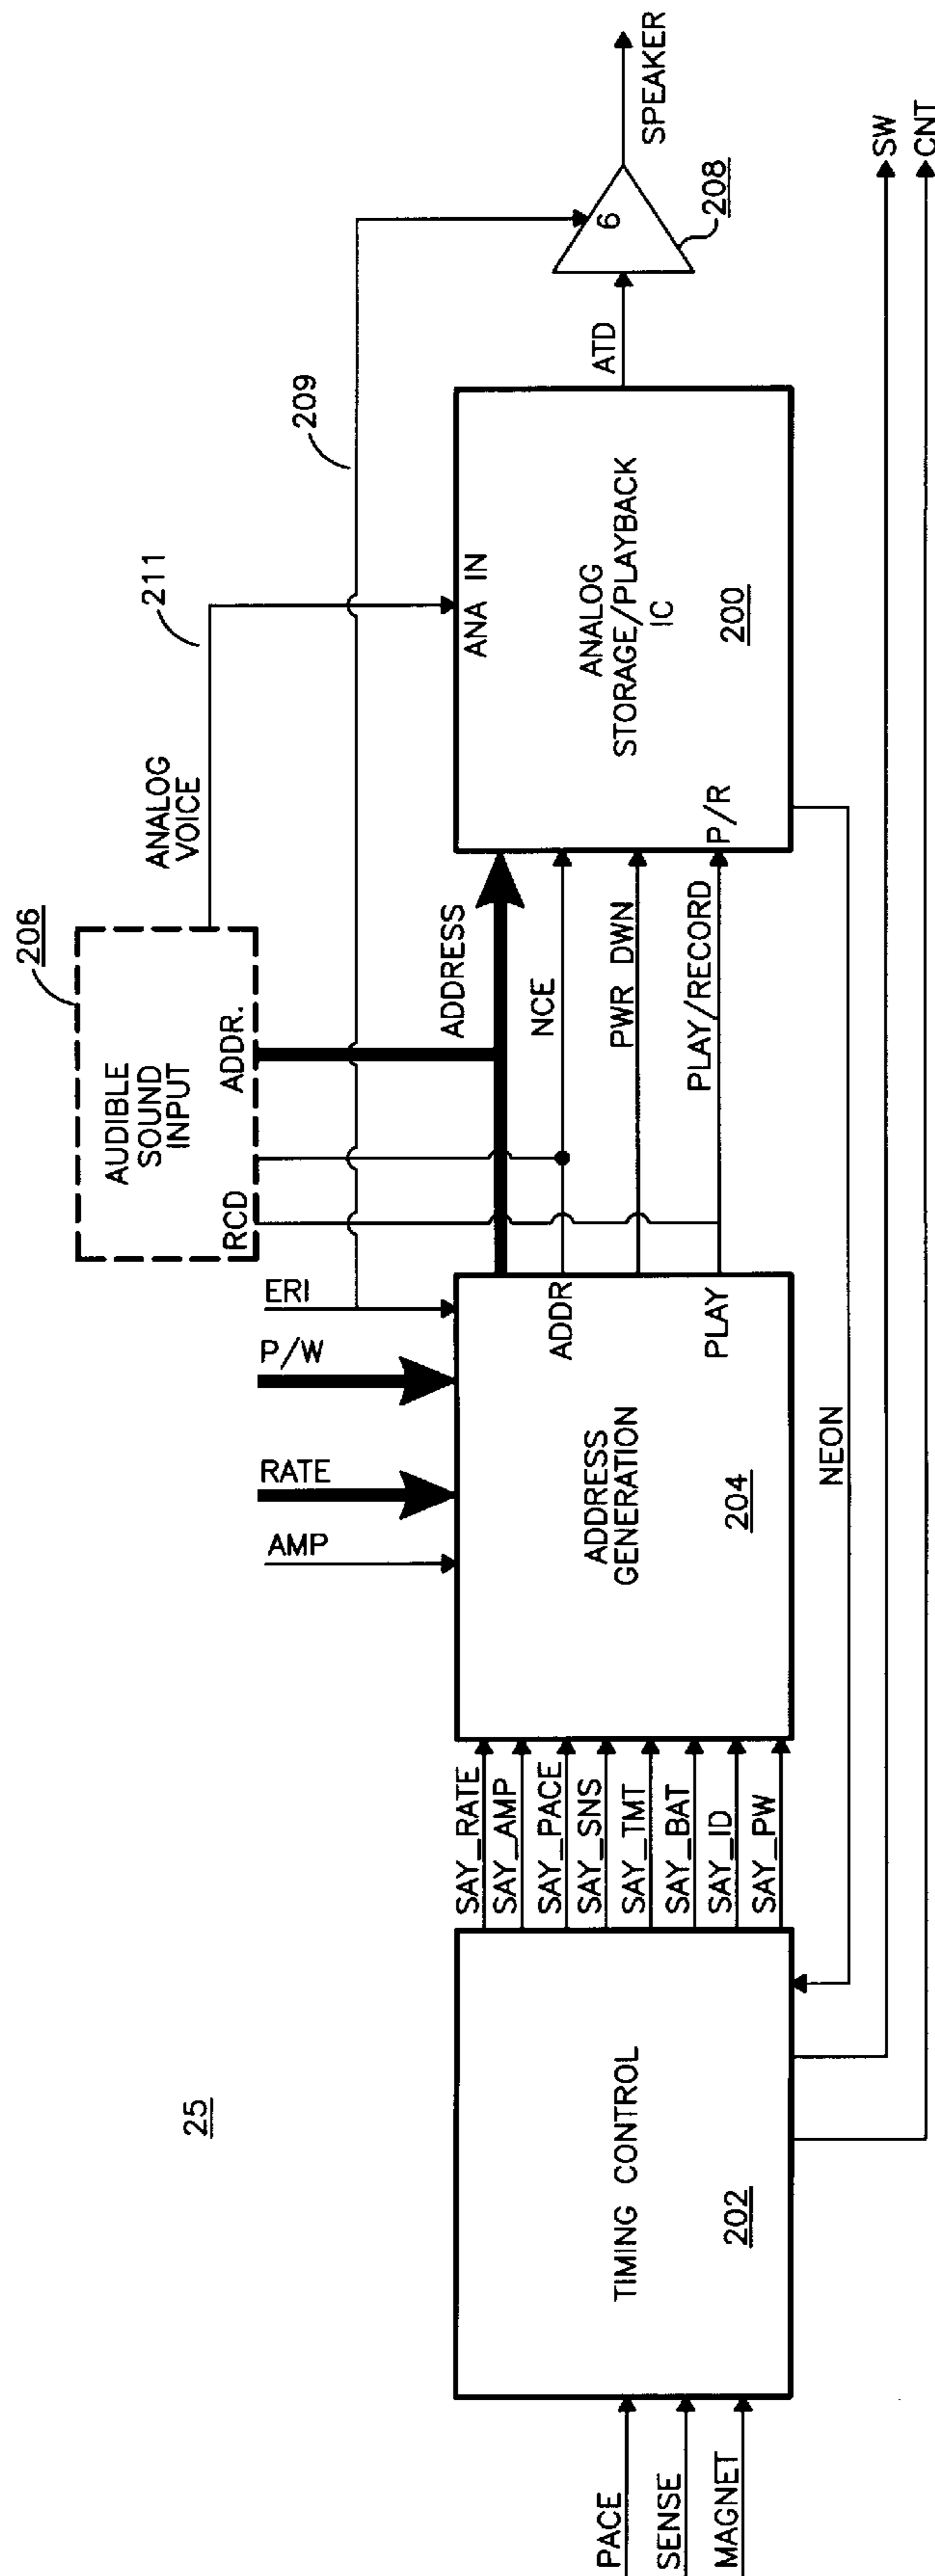 25
PACE
SENSE
MAGNET
TIMING CONTROL
202
SAY_RATE
SAY_AMP
SAY_PACE
SAY_SNS
SAY_TMT
SAY_BAT
SAY_ID
SAY_PW
AMP
RATE
P/W
ERI
ADDRESS
GENERATION
204
ADDR
PLAY
NEON
206
AUDIBLE
SOUND
INPUT
RCD
ADDR.
ANALOG
VOICE
211
209
ADDRESS
NCE
PWR DWN
PLAY/RECORD
ANA IN
P/R
ANALOG
STORAGE/PLAYBACK
IC
200
ATD
6
208
SPEAKER
SW
CNT